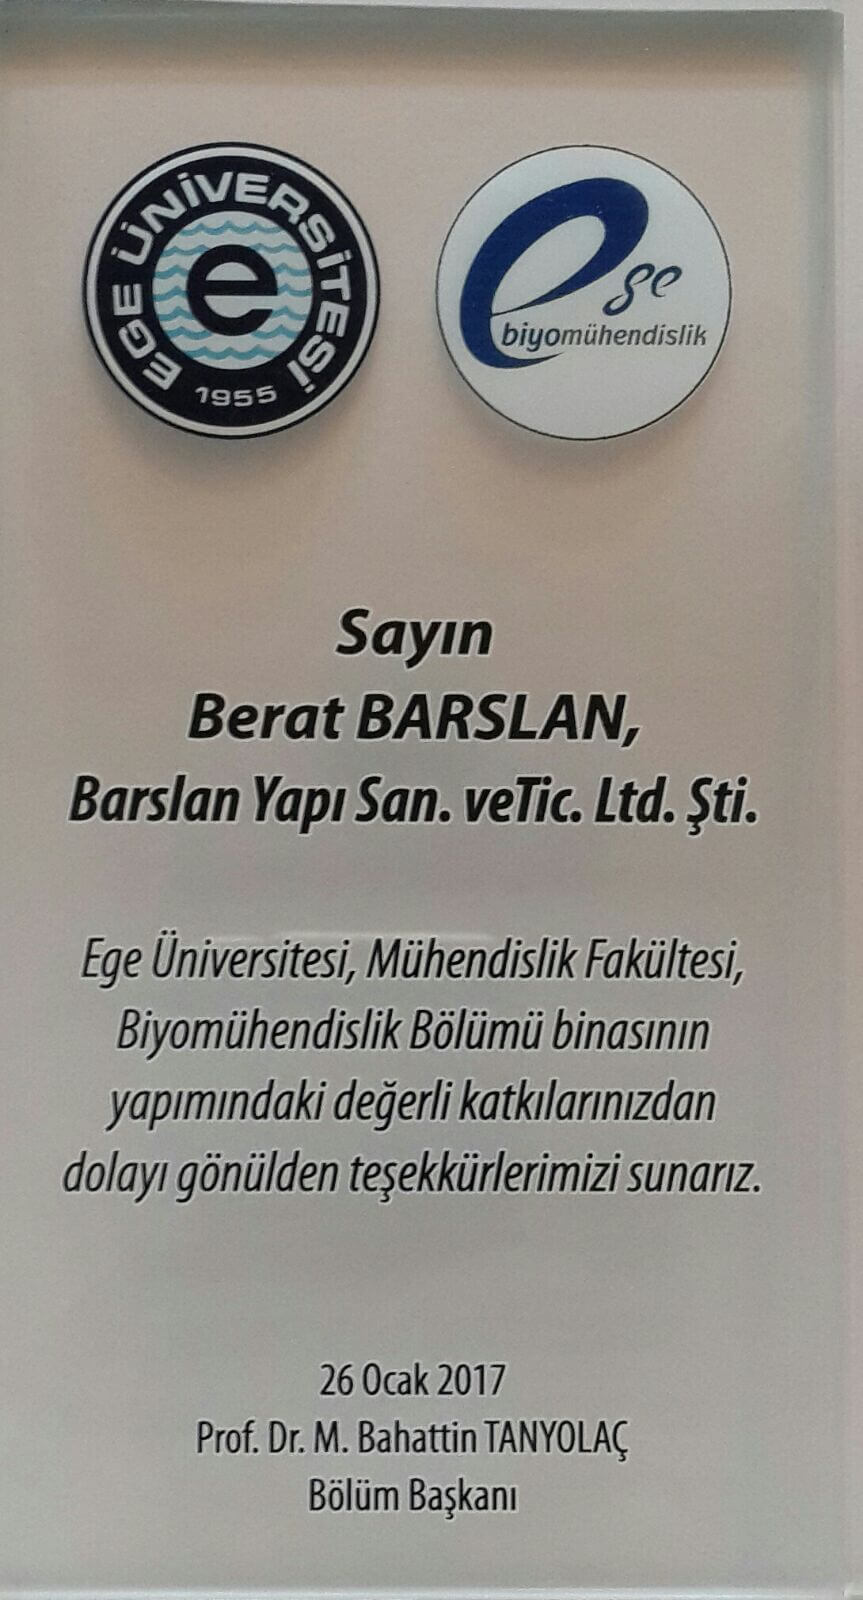 EGE ÜNİVERSİTESİ
1955
e
ege
biyomühendislik
Sayın
Berat BARSLAN,
Barslan Yapı San. veTic. Ltd. Şti.
Ege Üniversitesi, Mühendislik Fakültesi,
Biyomühendislik Bölümü binasının
yapımındaki değerli katkılarınızdan
dolayı gönülden teşekkürlerimizi sunarız.
26 Ocak 2017
Prof. Dr. M. Bahattin TANYOLAÇ
Bölüm Başkanı